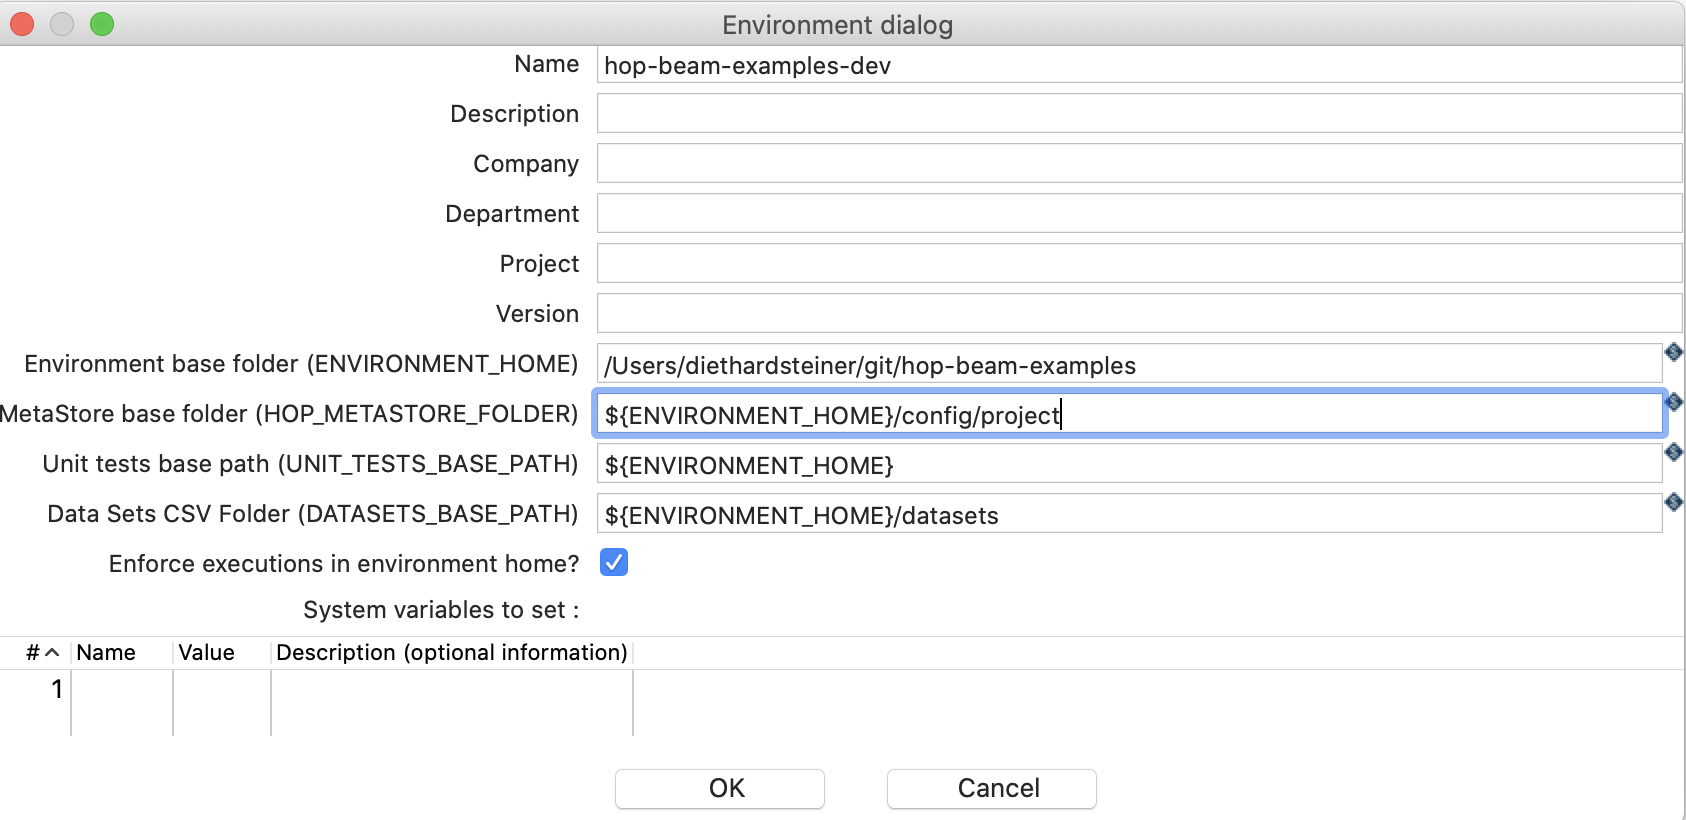 Environment dialog
Name hop-beam-examples-dev
Description
Company
Department
Project
Version
Environment base folder (ENVIRONMENT_HOME) /Users/diethardsteiner/git/hop-beam-examples
MetaStore base folder (HOP_METASTORE_FOLDER) ${ENVIRONMENT_HOME}/config/project
Unit tests base path (UNIT_TESTS_BASE_PATH) ${ENVIRONMENT_HOME}
Data Sets CSV Folder (DATASETS_BASE_PATH) ${ENVIRONMENT_HOME}/datasets
Enforce executions in environment home?
System variables to set :
# Name Value Description (optional information)
1
OK Cancel